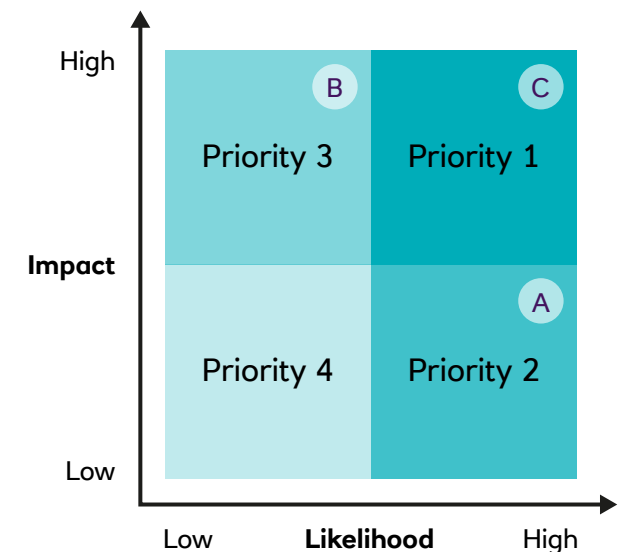 High
B
C
Priority 3
Priority 1
Impact
A
Priority 4
Priority 2
Low
Low
Likelihood
High